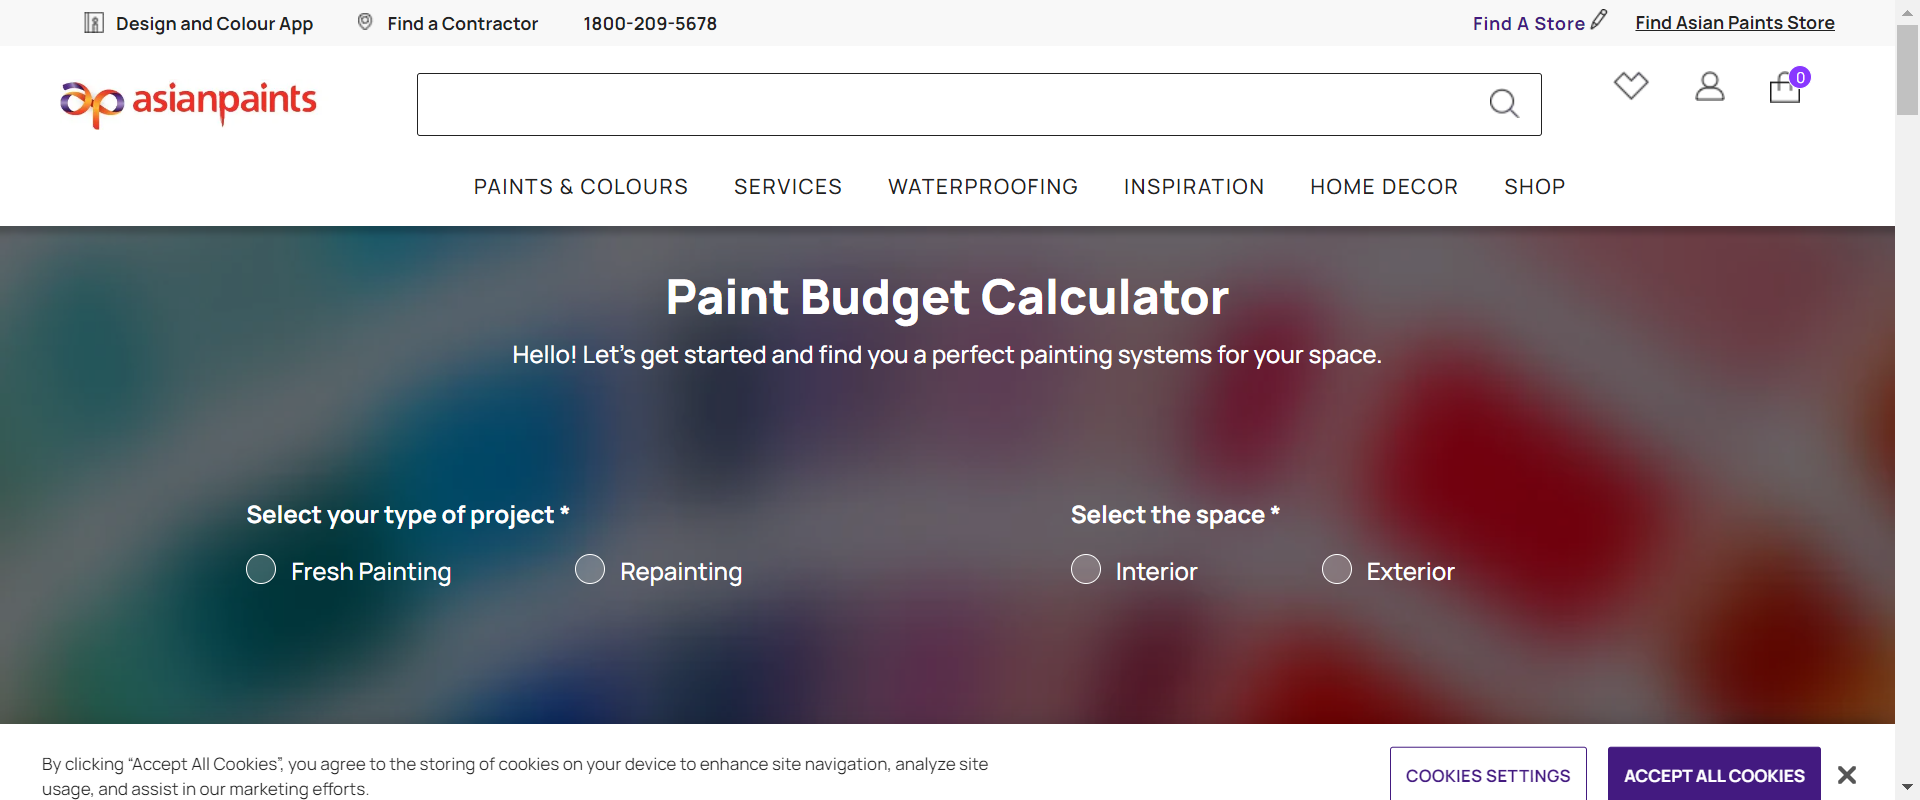 Design and Colour App
Find a Contractor
1800-209-5678
Find A Store
Find Asian Paints Store
asianpaints
0
PAINTS & COLOURS
SERVICES
WATERPROOFING
INSPIRATION
HOME DECOR
SHOP
Paint Budget Calculator
Hello! Let's get started and find you a perfect painting systems for your space.
Select your type of project *
Select the space *
Fresh Painting
Repainting
Interior
Exterior
By clicking “Accept All Cookies”, you agree to the storing of cookies on your device to enhance site navigation, analyze site
usage, and assist in our marketing efforts.
COOKIES SETTINGS
ACCEPT ALL COOKIES